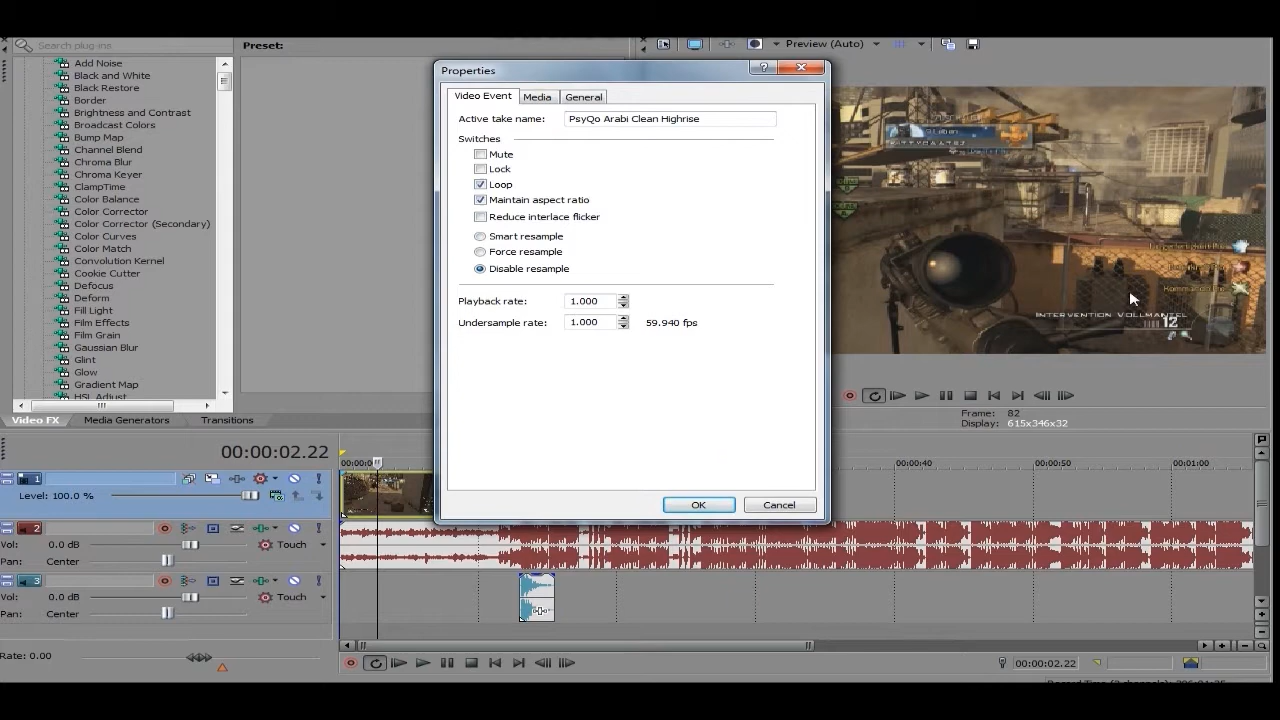 Search plug-ins
Preset:
Preview (Auto)
Add Noise
Black and White
Black Restore
Border
Brightness and Contrast
Broadcast Colors
Bump Map
Channel Blend
Chroma Blur
Chroma Keyer
ClampTime
Color Balance
Color Corrector
Color Corrector (Secondary)
Color Curves
Color Match
Convolution Kernel
Cookie Cutter
Defocus
Deform
Fill Light
Film Effects
Film Grain
Gaussian Blur
Glint
Glow
Gradient Map
HSL Adjust
Video FX
Media Generators
Transitions
Properties
Video Event
Media
General
Active take name:
PsyQo Arabi Clean Highrise
Switches
Mute
Lock
Loop
Maintain aspect ratio
Reduce interlace flicker
Smart resample
Force resample
Disable resample
Playback rate:
1.000
Undersample rate:
1.000
59.940 fps
OK
Cancel
INTERVENTION VOLLMANTEL
12
Frame: 82
Display: 615x346x32
00:00:02.22
00:00:40
00:00:50
00:01:00
1
Level: 100.0 %
2
Vol: 0.0 dB
Touch
Pan: Center
3
Vol: 0.0 dB
Touch
Pan: Center
Rate: 0.00
00:00:02.22